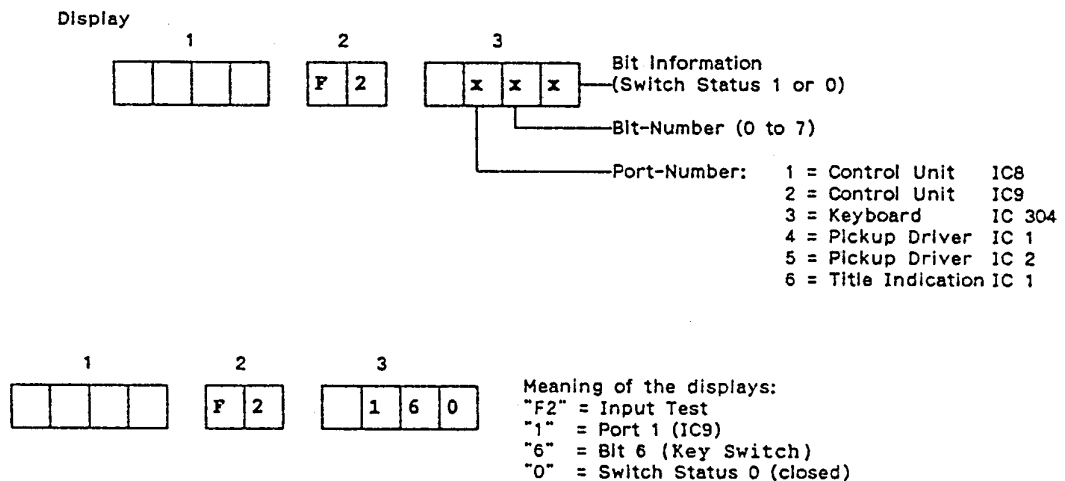 Display
1 2 3
F 2 x x x
Bit Information
(Switch Status 1 or 0)
Bit-Number (0 to 7)
Port-Number: 1 = Control Unit IC8
2 = Control Unit IC9
3 = Keyboard IC 304
4 = Pickup Driver IC 1
5 = Pickup Driver IC 2
6 = Title Indication IC 1
1 2 3
F 2 1 6 0
Meaning of the displays:
"F2" = Input Test
"1" = Port 1 (IC9)
"6" = Bit 6 (Key Switch)
"0" = Switch Status 0 (closed)